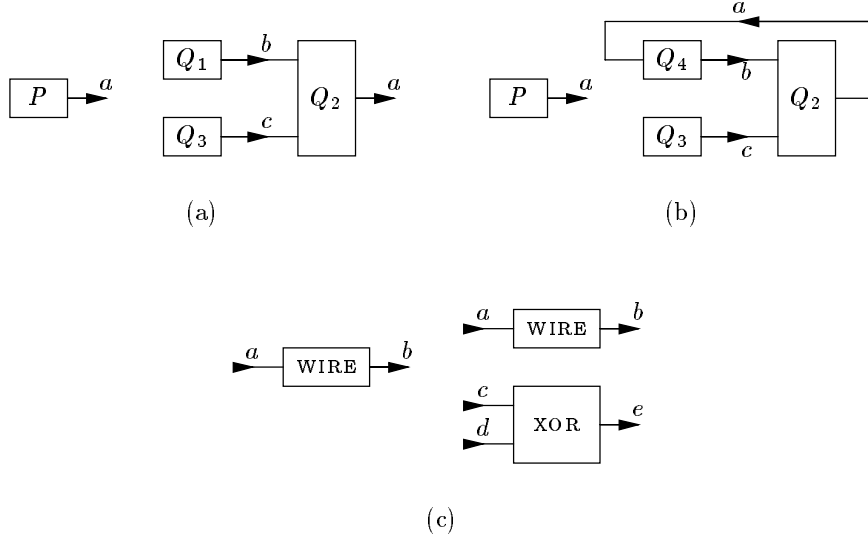 a
Q1 b Q4 b
P a Q2 a P a Q2
Q3 c Q3 c
(a) (b)
a WIRE b
a WIRE b
c
d XOR e
(c)